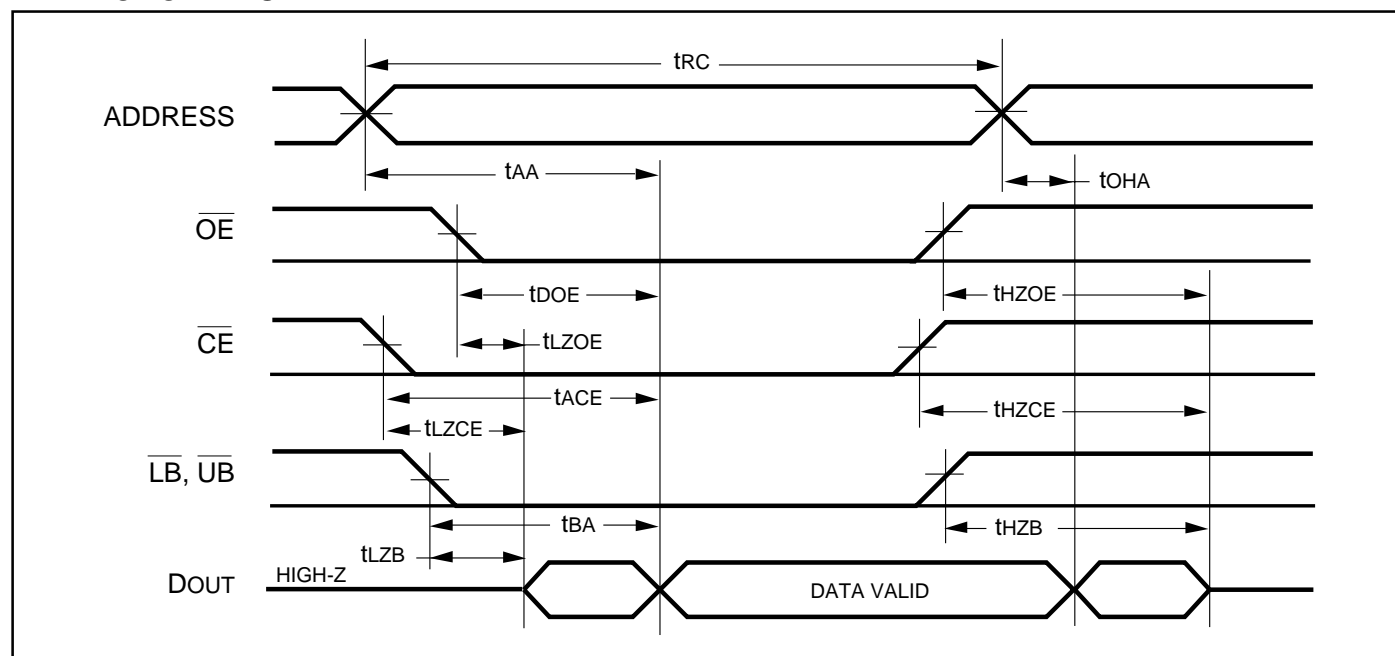 tRC
ADDRESS
tAA
tOHA
OE
tDOE
tHZOE
CE
tLZOE
tACE
tHZCE
tLZCE
LB, UB
tBA
tHZB
tLZB
DOUT
HIGH-Z
DATA VALID